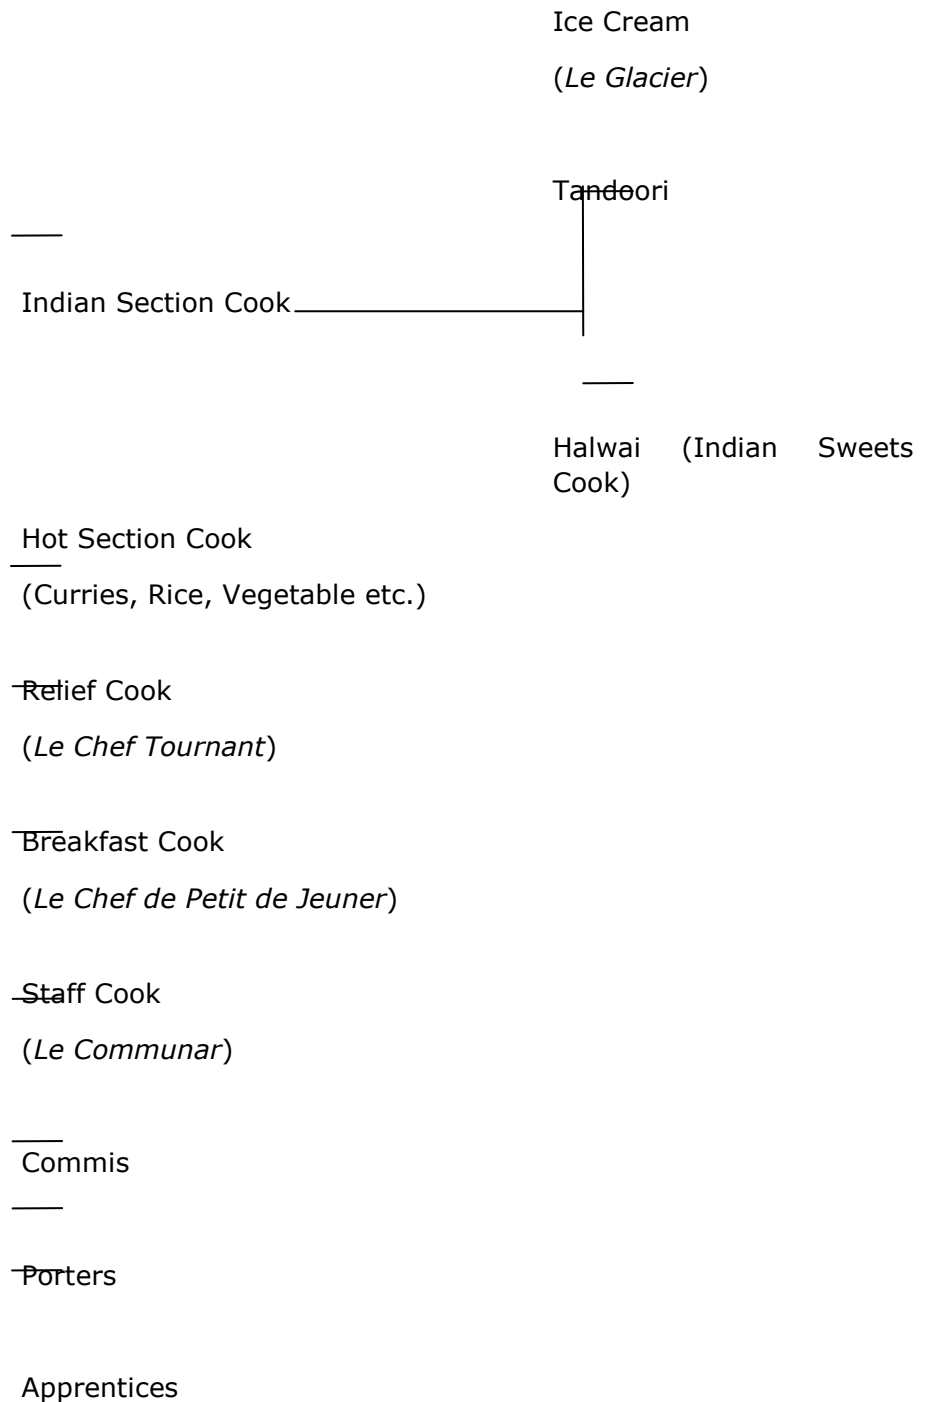 Ice Cream
(Le Glacier)
Tandoori
Indian Section Cook
Halwai (Indian Sweets
Cook)
Hot Section Cook
(Curries, Rice, Vegetable etc.)
Relief Cook
(Le Chef Tournant)
Breakfast Cook
(Le Chef de Petit de Jeuner)
Staff Cook
(Le Communar)
Commis
Porters
Apprentices